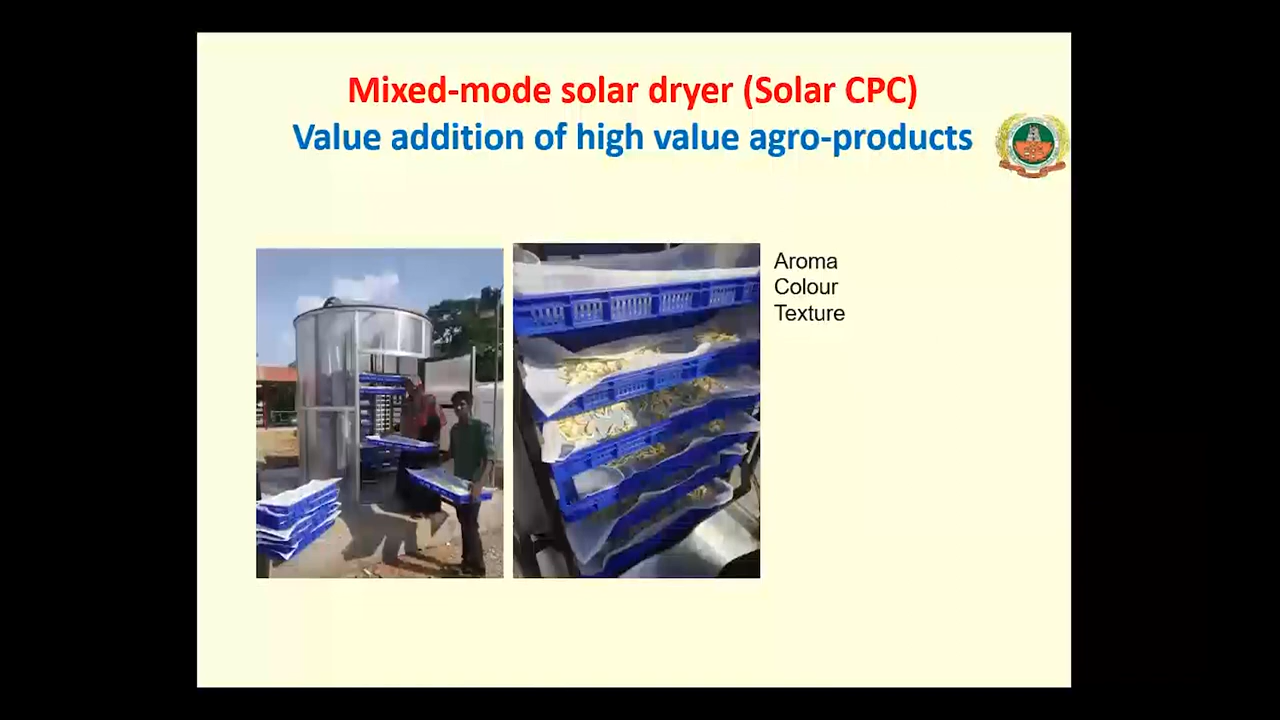 Mixed-mode solar dryer (Solar CPC)
Value addition of high value agro-products
Aroma
Colour
Texture